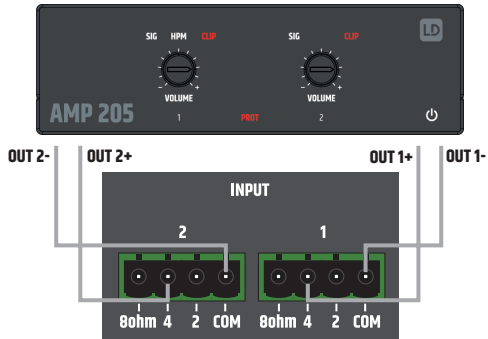 SIG HPM CLIP SIG CLIP
LD
- + - +
VOLUME VOLUME
AMP 205 1 PROT 2
OUT 2- OUT 2+ OUT 1+ OUT 1-
INPUT
2 1
8ohm 4 2 COM 8ohm 4 2 COM